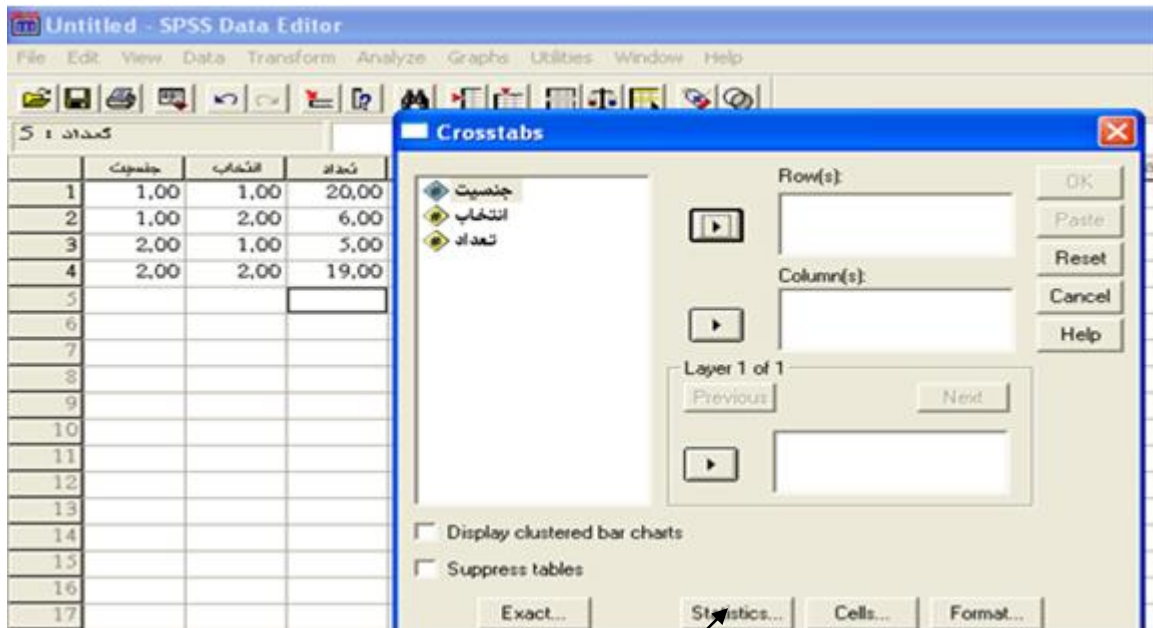 Untitled - SPSS Data Editor
File Edit View Data Transform Analyze Graphs Utilities Window Help
5 : تعداد
جنسیت انتخاب تعداد
1 1,00 1,00 20,00
2 1,00 2,00 6,00
3 2,00 1,00 5,00
4 2,00 2,00 19,00
5
6
7
8
9
10
11
12
13
14
15
16
17
Crosstabs
جنسیت
انتخاب
تعداد
Row(s):
Column(s):
Layer 1 of 1
Previous Next
OK
Paste
Reset
Cancel
Help
Display clustered bar charts
Suppress tables
Exact... Statistics... Cells... Format...